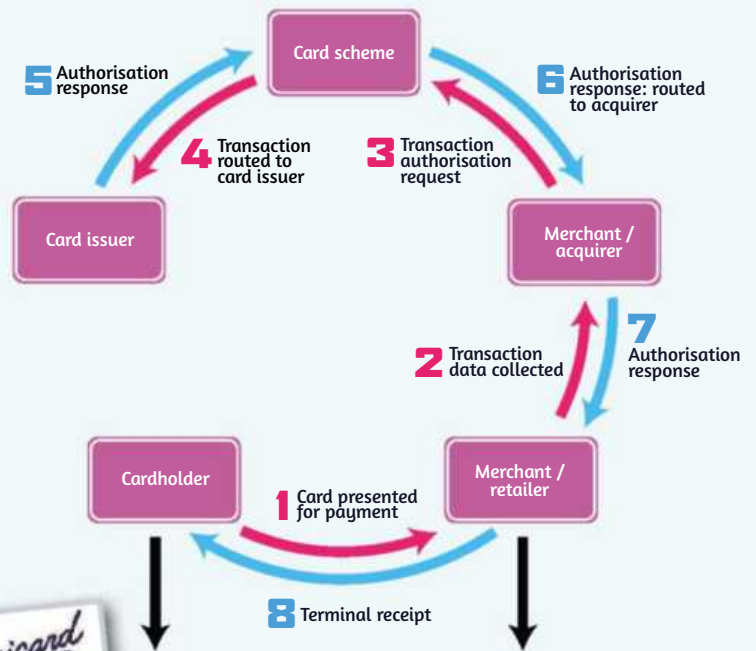 Card scheme
5 Authorisation
response
6 Authorisation
response: routed
to acquirer
4 Transaction
routed to
card issuer
3 Transaction
authorisation
request
Card issuer
Merchant /
acquirer
7
Authorisation
response
2 Transaction
data collected
Cardholder
Merchant /
retailer
1 Card presented
for payment
8 Terminal receipt